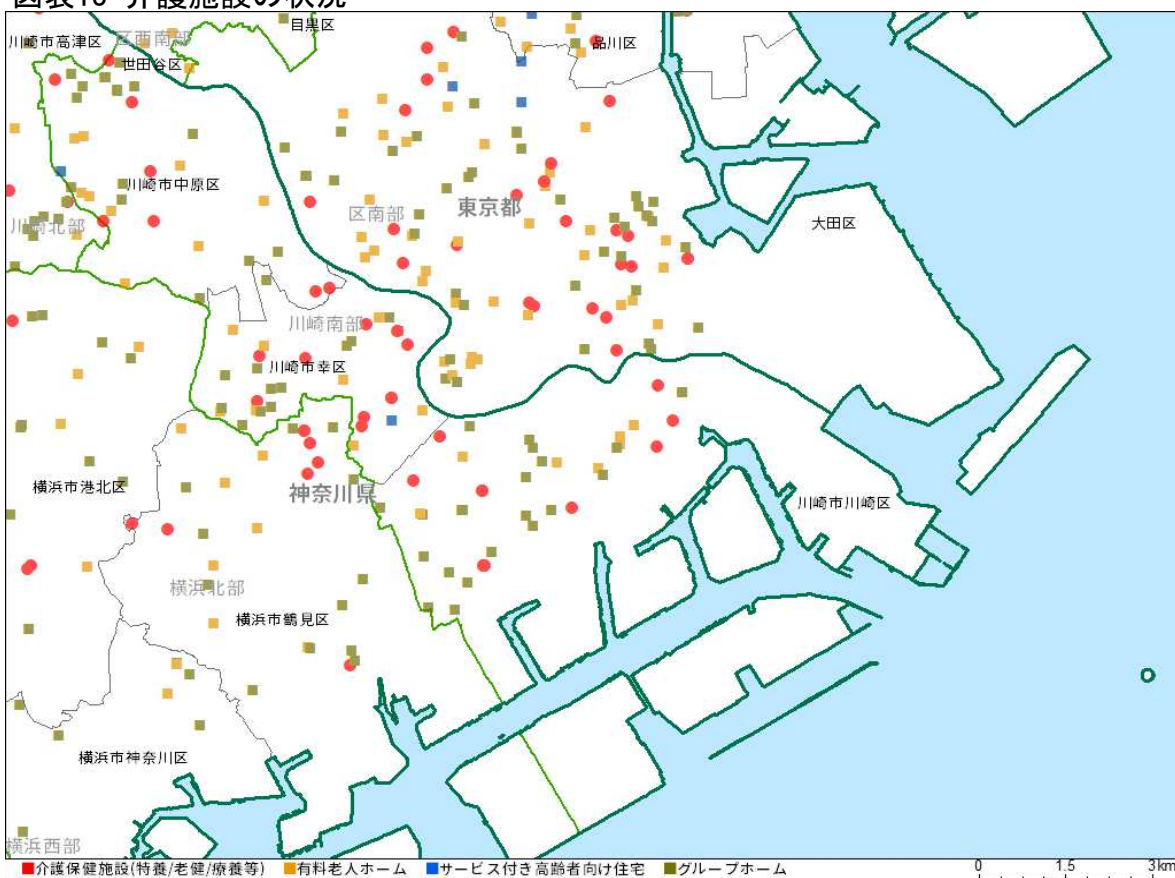 図表16 介護施設の状況
目黒区
川崎市高津区
区西南部
品川区
世田谷区
川崎市中原区
区南部
東京都
大田区
川崎北部
川崎南部
川崎市幸区
横浜市港北区
神奈川県
川崎市川崎区
横浜北部
横浜市鶴見区
横浜市神奈川区
横浜西部
■介護保健施設(特養/老健/療養等) ■有料老人ホーム ■サービス付き高齢者向け住宅 ■グループホーム
0 1.5 3km